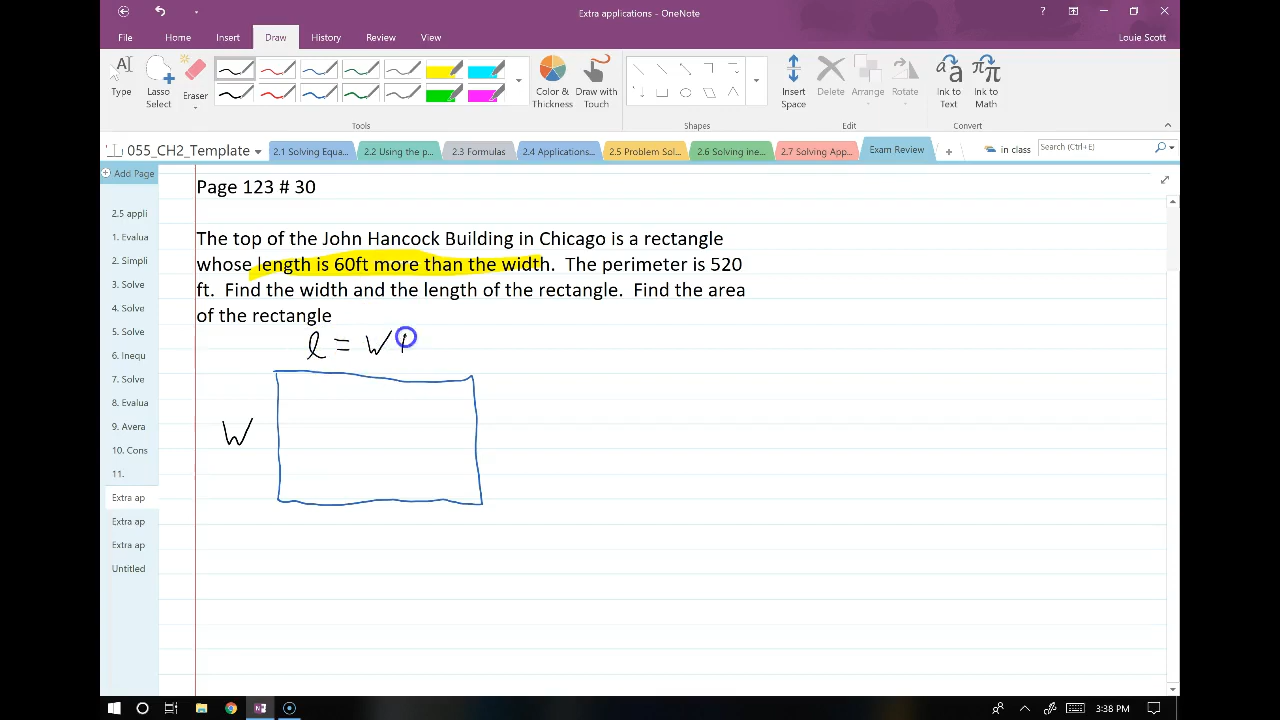 Extra applications - OneNote
?
File Home Insert Draw History Review View
Louie Scott
Type
Lasso Select
Eraser
Color & Thickness
Draw with Touch
Insert Space
Delete
Arrange
Rotate
Ink to Text
Ink to Math
Tools
Shapes
Edit
Convert
055_CH2_Template
2.1 Solving Equa...
2.2 Using the p...
2.3 Formulas
2.4 Applications...
2.5 Problem Sol...
2.6 Solving ine...
2.7 Solving App...
Exam Review
in class
Search (Ctrl+E)
Add Page
2.5 appli
1. Evalua
2. Simpli
3. Solve
4. Solve
5. Solve
6. Inequ
7. Solve
8. Evalua
9. Avera
10. Cons
11.
Extra ap
Extra ap
Extra ap
Untitled
Page 123 # 30
The top of the John Hancock Building in Chicago is a rectangle
whose length is 60ft more than the width. The perimeter is 520
ft. Find the width and the length of the rectangle. Find the area
of the rectangle
l = W
W
3:38 PM